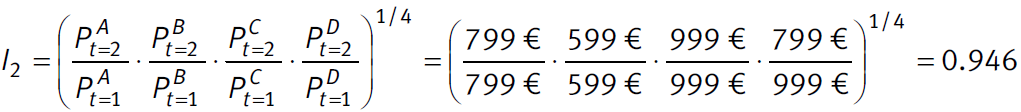 I₂ = (P^A_{t=2}/P^A_{t=1} · P^B_{t=2}/P^B_{t=1} · P^C_{t=2}/P^C_{t=1} · P^D_{t=2}/P^D_{t=1})^{1/4} = (799 €/799 € · 599 €/599 € · 999 €/999 € · 799 €/999 €)^{1/4} = 0.946